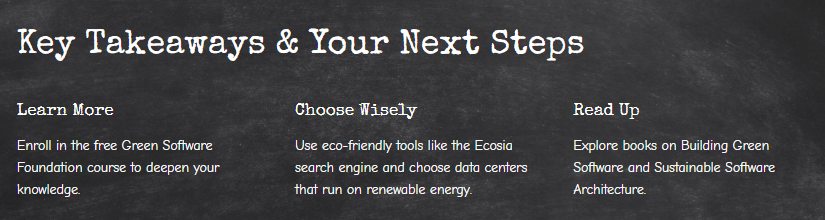 Key Takeaways & Your Next Steps
Learn More
Enroll in the free Green Software
Foundation course to deepen your
knowledge.
Choose Wisely
Use eco-friendly tools like the Ecosia
search engine and choose data centers
that run on renewable energy.
Read Up
Explore books on Building Green
Software and Sustainable Software
Architecture.